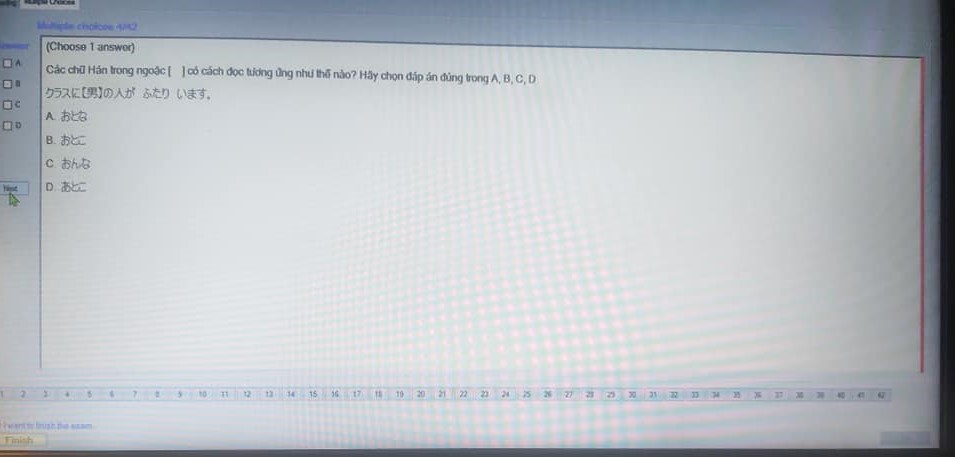 Multiple Choices
Multiple choices 4/42
Answer
(Choose 1 answer)
A
Các chữ Hán trong ngoặc [ ] có cách đọc tương ứng như thế nào? Hãy chọn đáp án đúng trong A, B, C, D
B
クラスに【男】の人が ふたり います。
C
A. おとな
D
B. おとこ
C. おんな
Next
D. あとこ
1 2 3 4 5 6 7 8 9 10 11 12 13 14 15 16 17 18 19 20 21 22 23 24 25 26 27 28 29 30 31 32 33 34 35 36 37 38 39 40 41 42
I want to finish the exam.
Finish